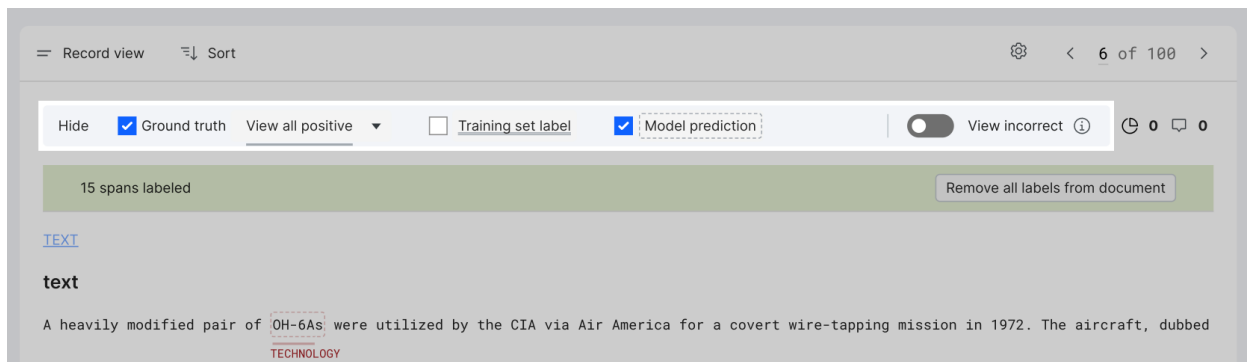 Record view Sort 6 of 100
Hide Ground truth View all positive Training set label Model prediction View incorrect 0 0
15 spans labeled Remove all labels from document
TEXT
text
A heavily modified pair of OH-6As were utilized by the CIA via Air America for a covert wire-tapping mission in 1972. The aircraft, dubbed
TECHNOLOGY